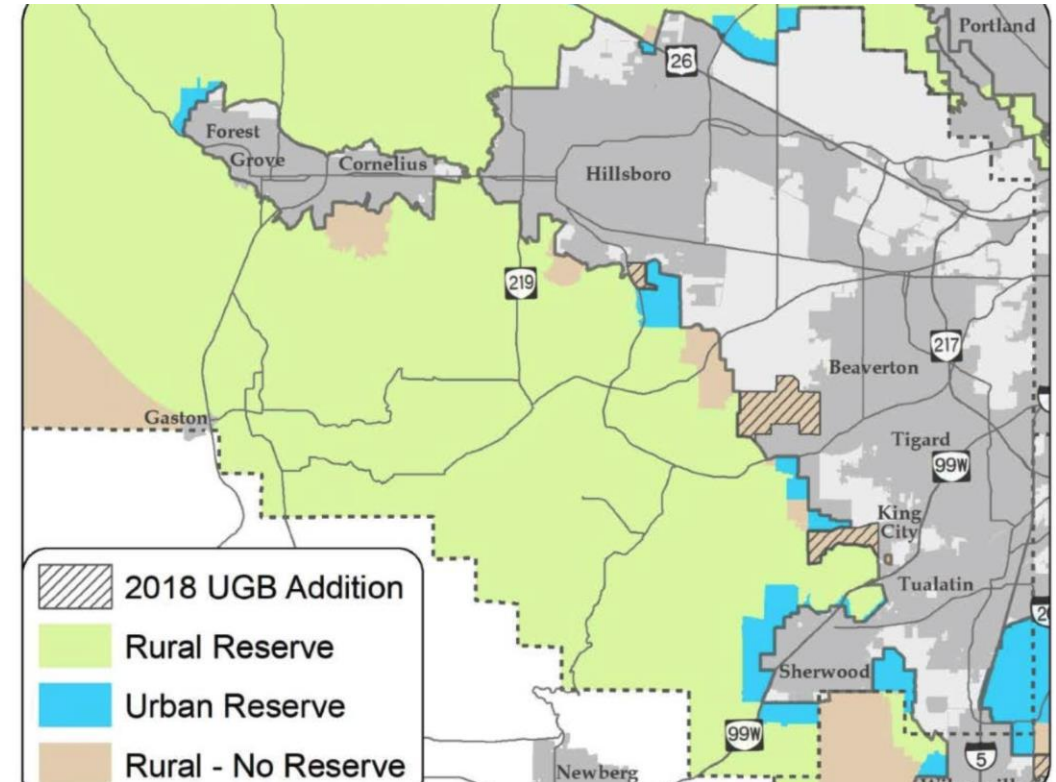 Portland
26
Forest
Grove
Cornelius
Hillsboro
219
217
Beaverton
Gaston
Tigard
99W
King
City
Tualatin
2018 UGB Addition
Rural Reserve
Urban Reserve
Rural - No Reserve
Sherwood
99W
5
Newberg